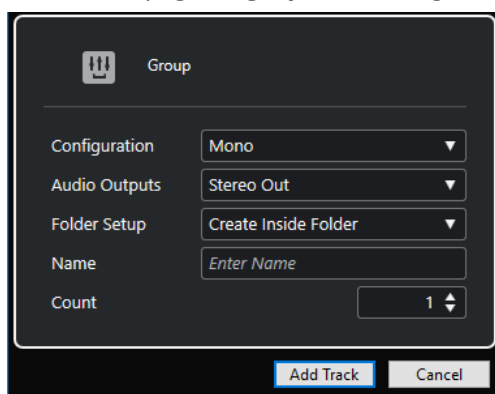 Group
Configuration Mono
Audio Outputs Stereo Out
Folder Setup Create Inside Folder
Name Enter Name
Count 1
Add Track Cancel